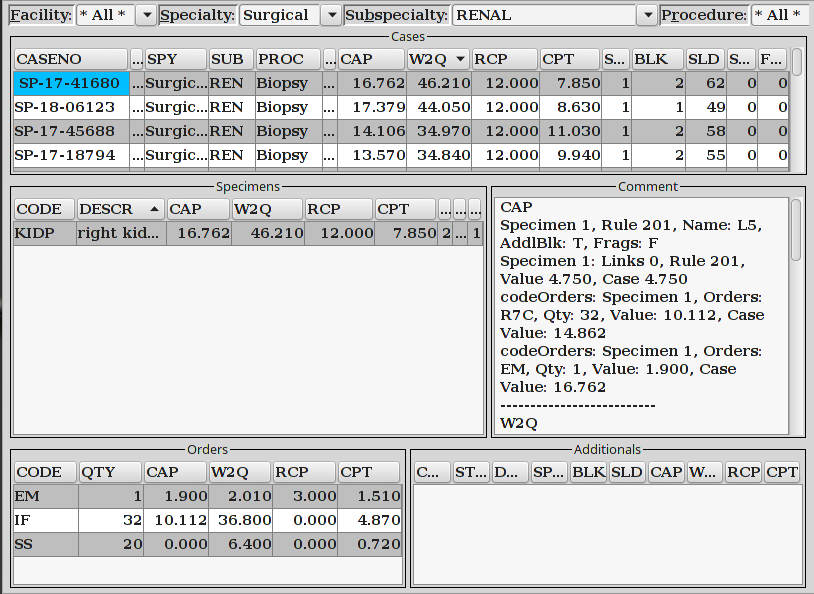 Facility: * All * Specialty: Surgical Subspecialty: RENAL Procedure: * All *
Cases
CASENO ... SPY SUB PROC ... CAP W2Q RCP CPT S... BLK SLD S... F...
SP-17-41680 ... Surgic... REN Biopsy ... 16.762 46.210 12.000 7.850 1 2 62 0 0
SP-18-06123 ... Surgic... REN Biopsy ... 17.379 44.050 12.000 8.630 1 1 49 0 0
SP-17-45688 ... Surgic... REN Biopsy ... 14.106 34.970 12.000 11.030 1 2 58 0 0
SP-17-18794 ... Surgic... REN Biopsy ... 13.570 34.840 12.000 9.940 1 2 55 0 0
Specimens
CODE DESCR CAP W2Q RCP CPT ... ... ...
KIDP right kid... 16.762 46.210 12.000 7.850 2 ... 1
Comment
CAP
Specimen 1, Rule 201, Name: L5,
AddlBlk: T, Frags: F
Specimen 1: Links 0, Rule 201,
Value 4.750, Case 4.750
codeOrders: Specimen 1, Orders:
R7C, Qty: 32, Value: 10.112, Case
Value: 14.862
codeOrders: Specimen 1, Orders:
EM, Qty: 1, Value: 1.900, Case
Value: 16.762
--------------------------
W2Q
Orders
CODE QTY CAP W2Q RCP CPT
EM 1 1.900 2.010 3.000 1.510
IF 32 10.112 36.800 0.000 4.870
SS 20 0.000 6.400 0.000 0.720
Additionals
C... ST... D... SP... BLK SLD CAP W... RCP CPT